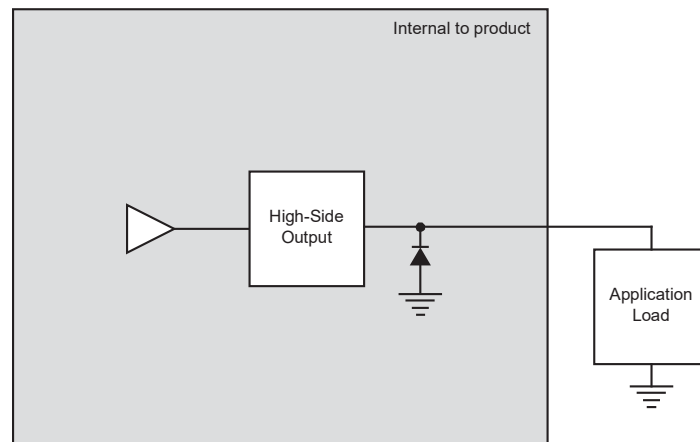 Internal to product
High-Side
Output
Application
Load